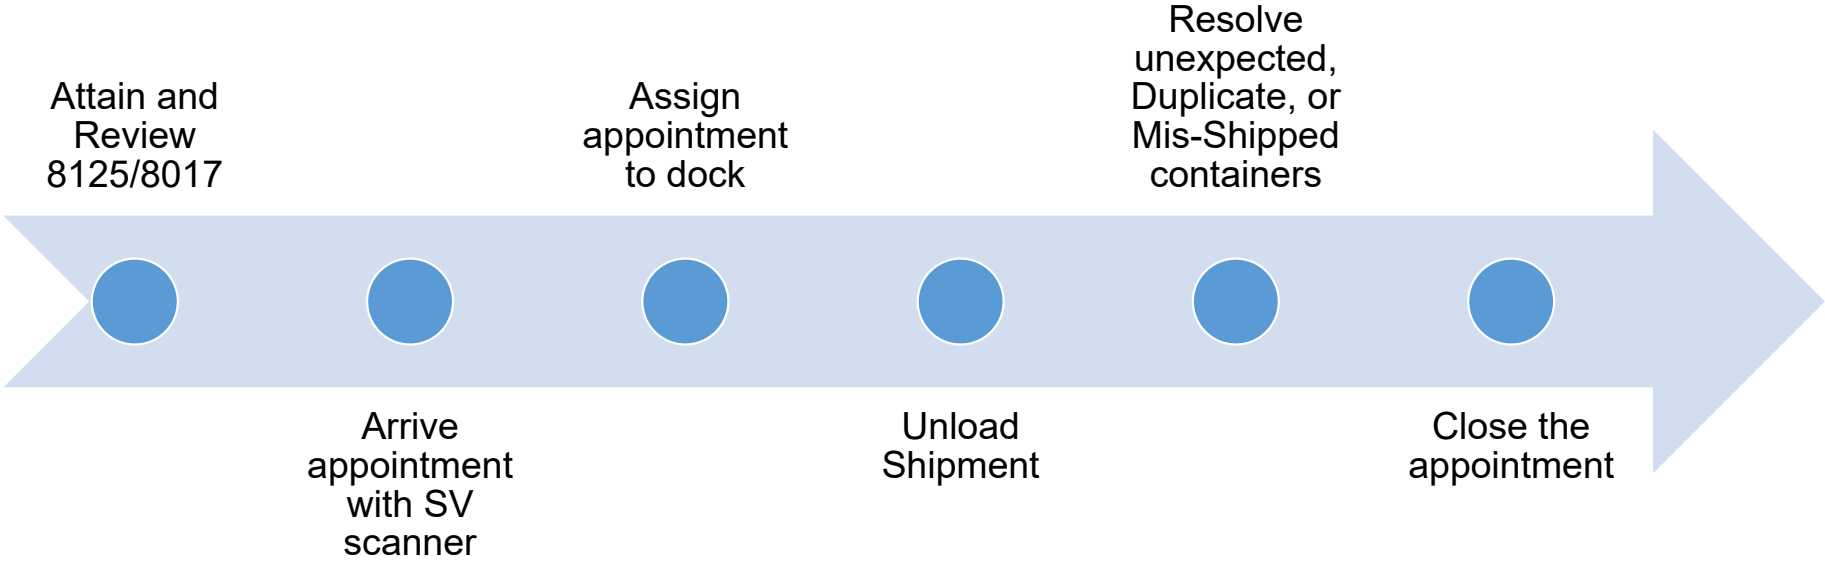 Attain and
Review
8125/8017
Arrive
appointment
with SV
scanner
Assign
appointment
to dock
Unload
Shipment
Resolve
unexpected,
Duplicate, or
Mis-Shipped
containers
Close the
appointment